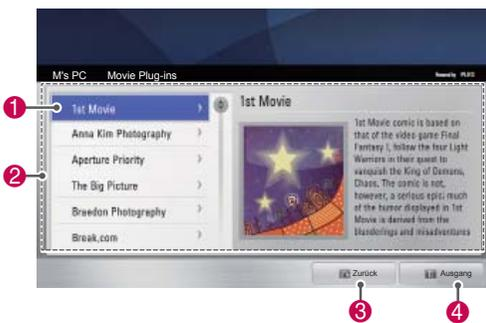 M's PC Movie Plug-ins
Powered by PLEX
1
1st Movie
Anna Kim Photography
2
Aperture Priority
The Big Picture
Braedon Photography
Break.com
1st Movie
1st Movie comic is based on
that of the video game Final
Fantasy I, follow the four Light
Warriors in their quest to
vanquish the King of Demons,
Chaos, The comic is not,
however, a serious epic; much
of the humor displayed in 1st
Movie is derived from the
blunderings and misadventures
Zurück
Ausgang
3
4